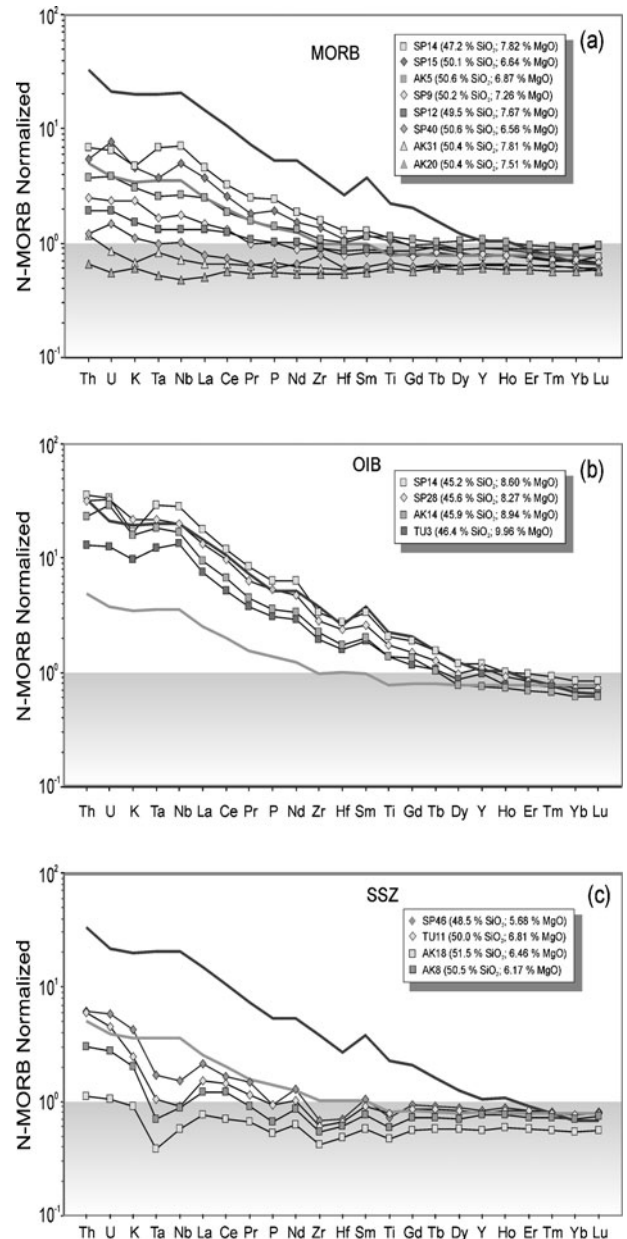 10²
10¹
10⁰
10⁻¹
N-MORB Normalized
MORB
(a)
SP14 (47.2 % SiO₂; 7.82 % MgO)
SP15 (50.1 % SiO₂; 6.64 % MgO)
AK5 (50.6 % SiO₂; 6.87 % MgO)
SP9 (50.2 % SiO₂; 7.26 % MgO)
SP12 (49.5 % SiO₂; 7.67 % MgO)
SP40 (50.6 % SiO₂; 6.56 % MgO)
AK31 (50.4 % SiO₂; 7.81 % MgO)
AK20 (50.4 % SiO₂; 7.51 % MgO)
Th U K Ta Nb La Ce Pr P Nd Zr Hf Sm Ti Gd Tb Dy Y Ho Er Tm Yb Lu
10²
10¹
10⁰
10⁻¹
N-MORB Normalized
OIB
(b)
SP14 (45.2 % SiO₂; 8.60 % MgO)
SP28 (45.6 % SiO₂; 8.27 % MgO)
AK14 (45.9 % SiO₂; 8.94 % MgO)
TU3 (46.4 % SiO₂; 9.96 % MgO)
Th U K Ta Nb La Ce Pr P Nd Zr Hf Sm Ti Gd Tb Dy Y Ho Er Tm Yb Lu
10²
10¹
10⁰
10⁻¹
N-MORB Normalized
SSZ
(c)
SP46 (48.5 % SiO₂; 5.68 % MgO)
TU11 (50.0 % SiO₂; 6.81 % MgO)
AK18 (51.5 % SiO₂; 6.46 % MgO)
AK8 (50.5 % SiO₂; 6.17 % MgO)
Th U K Ta Nb La Ce Pr P Nd Zr Hf Sm Ti Gd Tb Dy Y Ho Er Tm Yb Lu